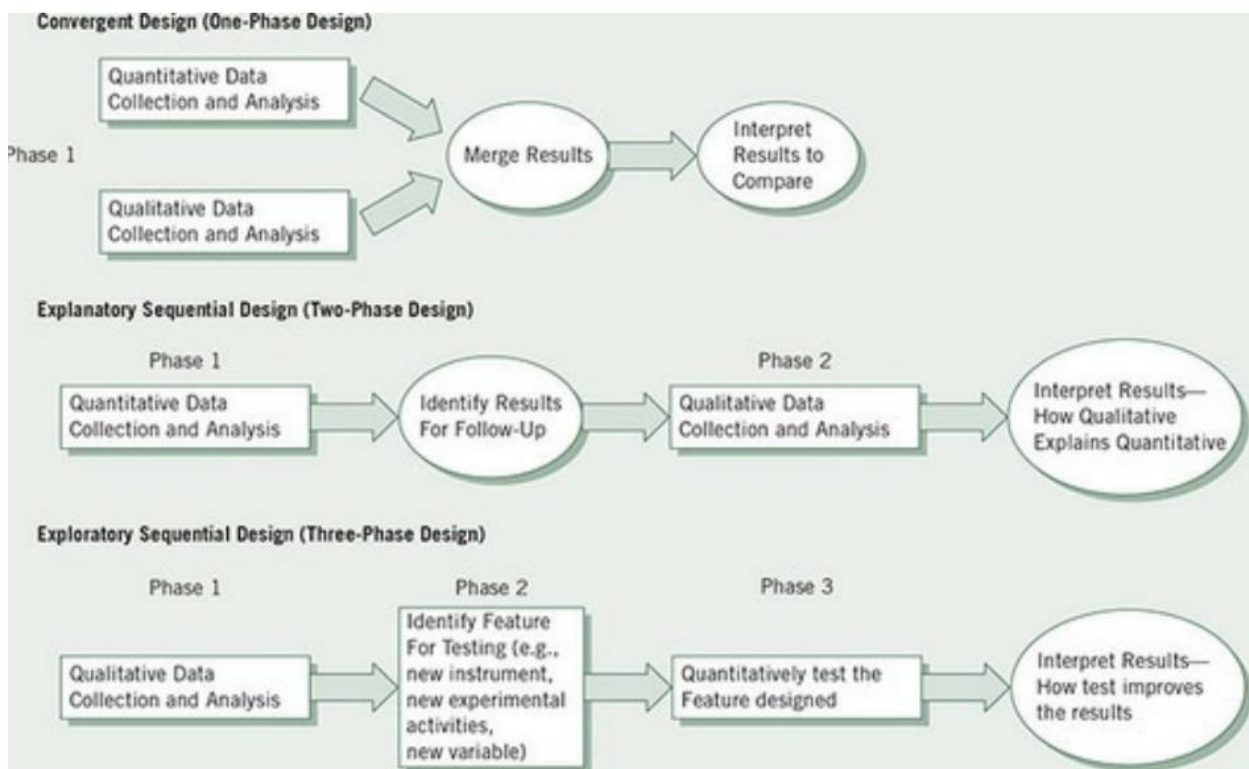 Convergent Design (One-Phase Design)
Quantitative Data
Collection and Analysis
Phase 1
Merge Results
Interpret
Results to
Compare
Qualitative Data
Collection and Analysis
Explanatory Sequential Design (Two-Phase Design)
Phase 1
Phase 2
Quantitative Data
Collection and Analysis
Identify Results
For Follow-Up
Qualitative Data
Collection and Analysis
Interpret Results—
How Qualitative
Explains Quantitative
Exploratory Sequential Design (Three-Phase Design)
Phase 1
Phase 2
Phase 3
Qualitative Data
Collection and Analysis
Identify Feature
For Testing (e.g.,
new instrument,
new experimental
activities,
new variable)
Quantitatively test the
Feature designed
Interpret Results—
How test improves
the results